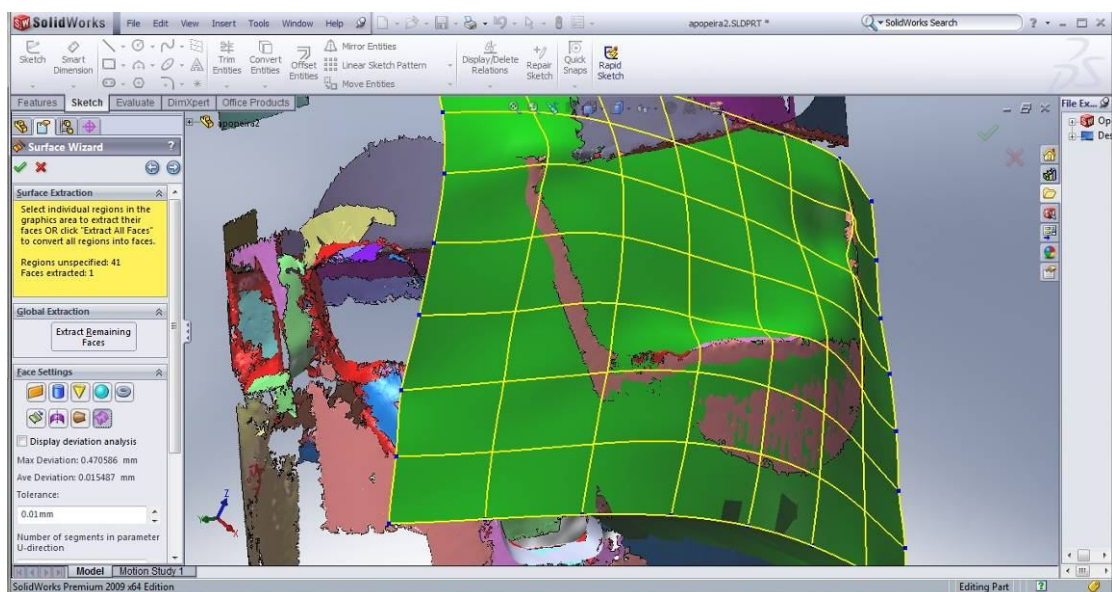 SolidWorks File Edit View Insert Tools Window Help apopeira2.SLDPRT * SolidWorks Search
Sketch
Smart Dimension
Trim Entities
Convert Entities
Offset Entities
Mirror Entities
Linear Sketch Pattern
Move Entities
Display/Delete Relations
Repair Sketch
Quick Snaps
Rapid Sketch
Features Sketch Evaluate DimXpert Office Products
File Ex...
Op
Des
apopeira2
Surface Wizard ?
Surface Extraction
Select individual regions in the
graphics area to extract their
faces OR click "Extract All Faces"
to convert all regions into faces.
Regions unspecified: 41
Faces extracted: 1
Global Extraction
Extract Remaining
Faces
Face Settings
Display deviation analysis
Max Deviation: 0.470586 mm
Ave Deviation: 0.015487 mm
Tolerance:
0.01mm
Number of segments in parameter
U-direction
Z
Y
X
Model Motion Study 1
SolidWorks Premium 2009 x64 Edition Editing Part